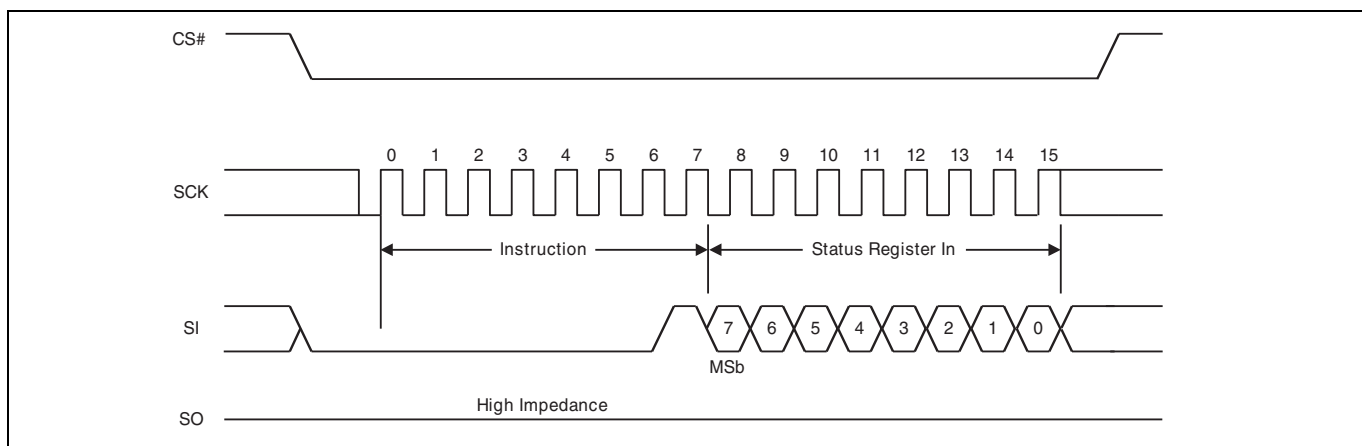 CS#
0 1 2 3 4 5 6 7 8 9 10 11 12 13 14 15
SCK
Instruction Status Register In
SI 7 6 5 4 3 2 1 0
MSb
High Impedance
SO